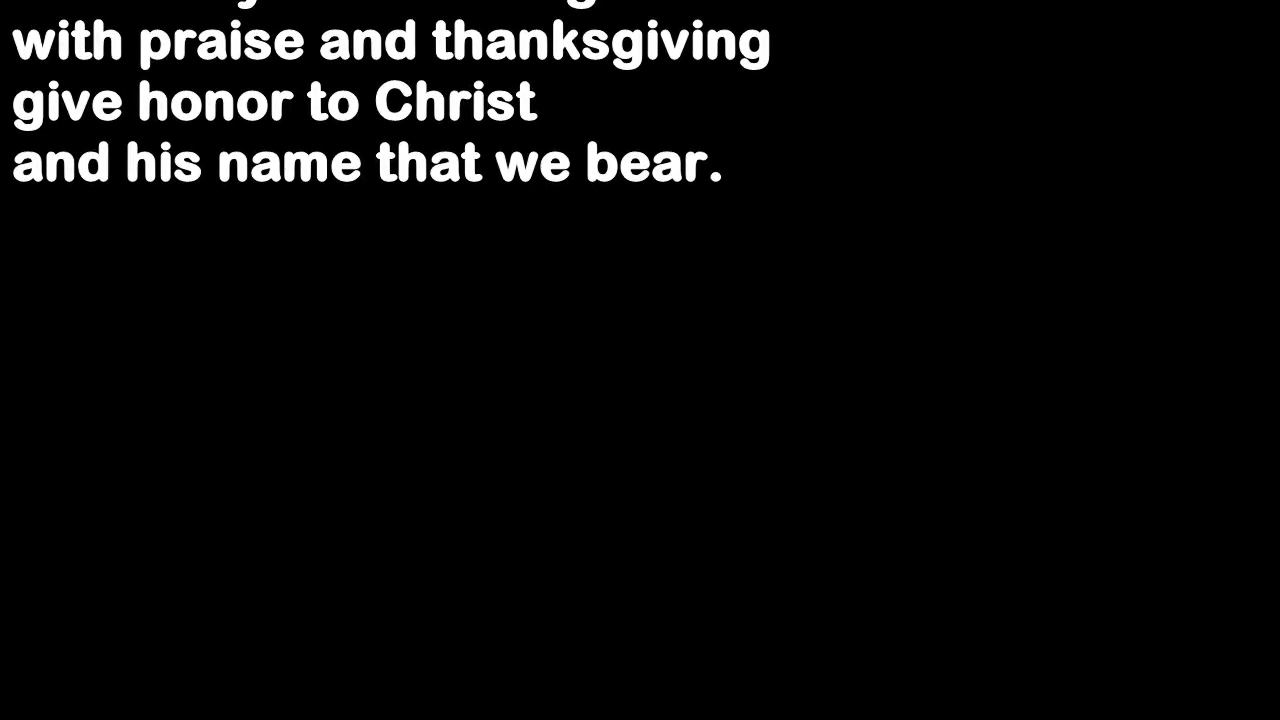 with praise and thanksgiving
give honor to Christ
and his name that we bear.